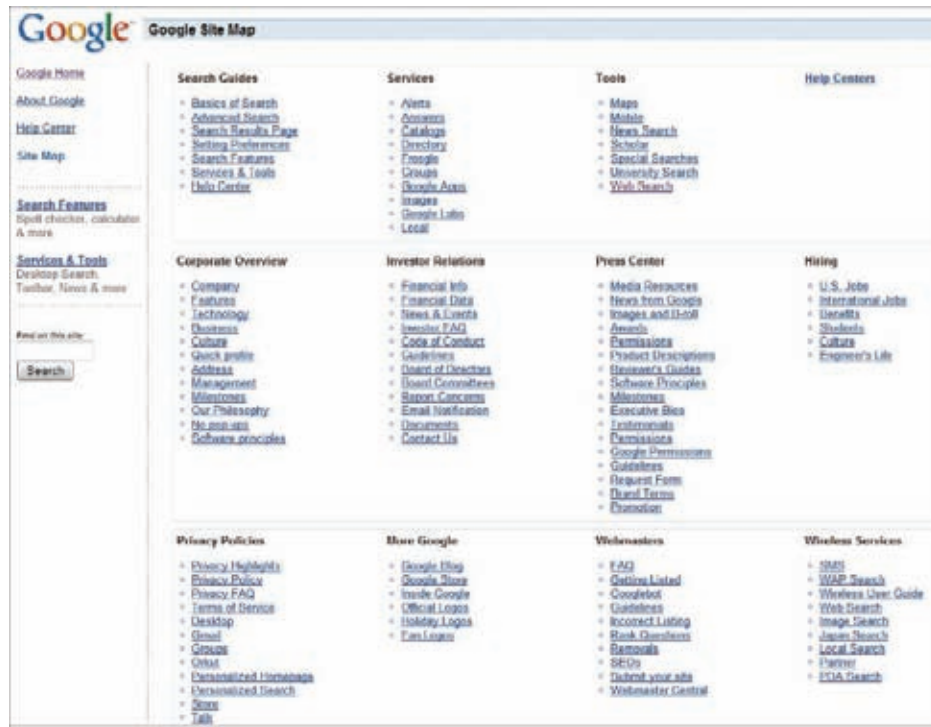 Google
Google Site Map
Google Home
About Google
Help Center
Site Map
Search Features
Spell checker, calculator
& more
Services & Tools
Desktop Search,
Toolbar, News & more
Find on this site:
Search
Search Guides
Basics of Search
Advanced Search
Search Results Page
Setting Preferences
Search Features
Services & Tools
Help Center
Services
Alerts
Answers
Catalogs
Directory
Froogle
Groups
Google Apps
Images
Google Labs
Local
Tools
Maps
Mobile
News Search
Scholar
Special Searches
University Search
Web Search
Help Centers
Corporate Overview
Company
Features
Technology
Business
Culture
Quick profile
Address
Management
Milestones
Our Philosophy
No pop-ups
Software principles
Investor Relations
Financial Info
Financial Data
News & Events
Investor FAQ
Code of Conduct
Guidelines
Board of Directors
Board Committees
Report Concerns
Email Notification
Documents
Contact Us
Press Center
Media Resources
News from Google
Images and B-roll
Awards
Permissions
Product Descriptions
Reviewer's Guides
Software Principles
Milestones
Executive Bios
Testimonials
Permissions
Google Permissions
Guidelines
Request Form
Brand Terms
Promotion
Hiring
U.S. Jobs
International Jobs
Benefits
Students
Culture
Engineer's Life
Privacy Policies
Privacy Highlights
Privacy Policy
Privacy FAQ
Terms of Service
Desktop
Gmail
Groups
Orkut
Personalized Homepage
Personalized Search
Store
Talk
More Google
Google Blog
Google Store
Inside Google
Official Logos
Holiday Logos
Fan Logos
Webmasters
FAQ
Getting Listed
Googlebot
Guidelines
Incorrect Listing
Rank Questions
Removals
SEOs
Submit your site
Webmaster Central
Wireless Services
SMS
WAP Search
Wireless User Guide
Web Search
Image Search
Japan Search
Local Search
Partner
PDA Search